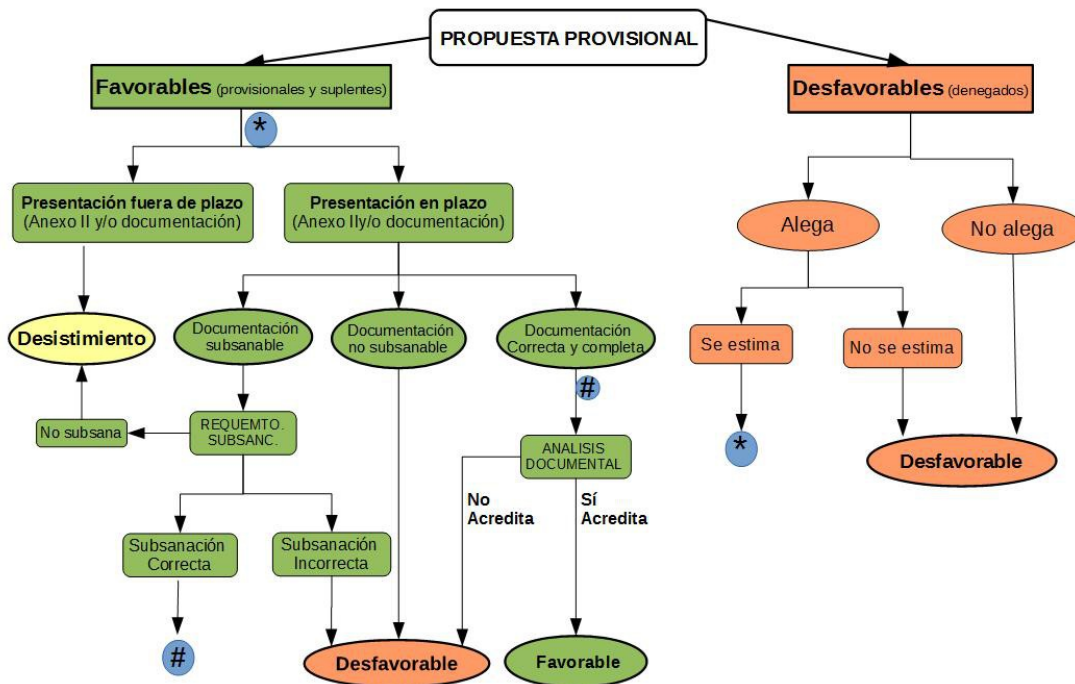 PROPUESTA PROVISIONAL
Favorables (provisionales y suplentes)
Desfavorables (denegados)
*
Presentación fuera de plazo
(Anexo II y/o documentación)
Presentación en plazo
(Anexo IIy/o documentación)
Alega
No alega
Desistimiento
Documentación
subsanable
Documentación
no subsanable
Documentación
Correcta y completa
Se estima
No se estima
#
No subsana
REQUEMTO.
SUBSANC.
ANALISIS
DOCUMENTAL
*
Desfavorable
No
Acredita
Sí
Acredita
Subsanación
Correcta
Subsanación
Incorrecta
#
Desfavorable
Favorable